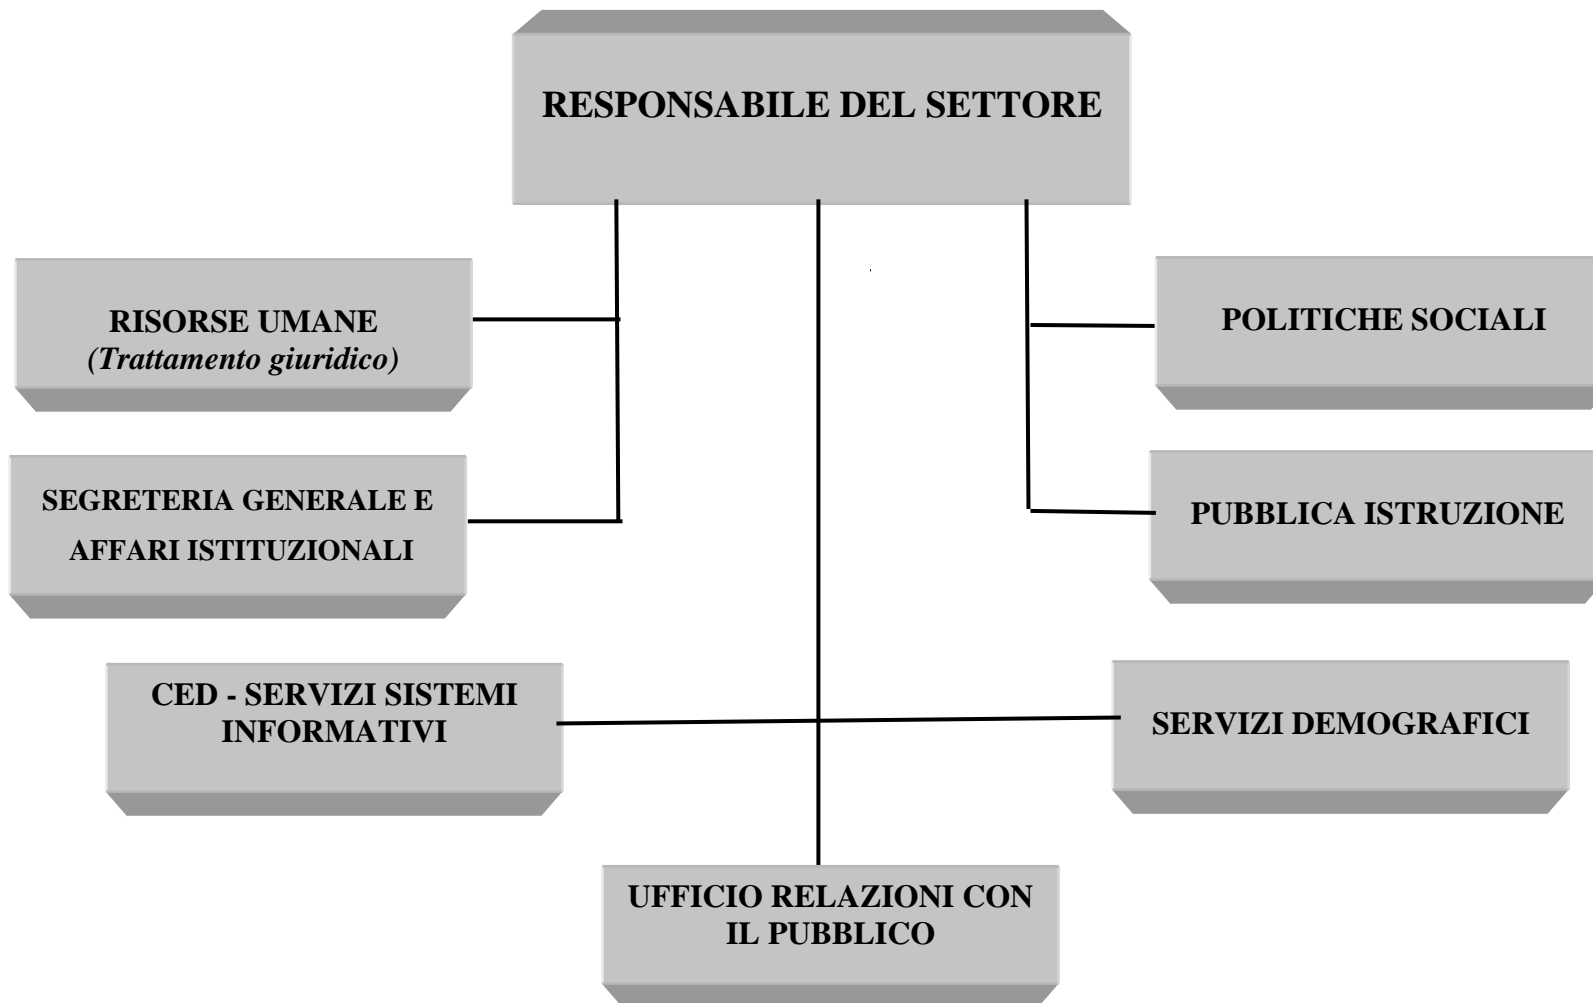 RESPONSABILE DEL SETTORE
RISORSE UMANE
(Trattamento giuridico)
POLITICHE SOCIALI
SEGRETERIA GENERALE E
AFFARI ISTITUZIONALI
PUBBLICA ISTRUZIONE
CED - SERVIZI SISTEMI
INFORMATIVI
SERVIZI DEMOGRAFICI
UFFICIO RELAZIONI CON
IL PUBBLICO